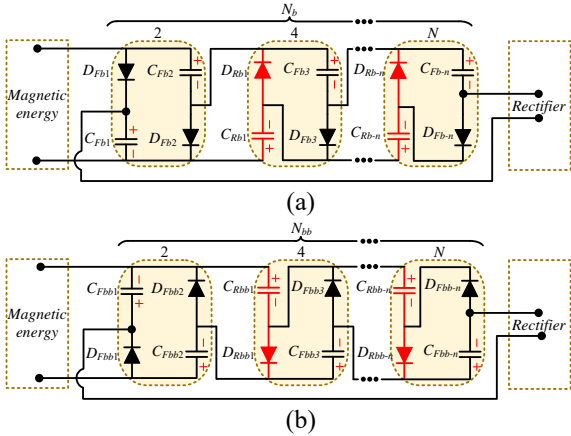 N_b
2 4 N
D_Fb1 C_Fb2 D_Rb1 C_Fb3 D_Rb-n C_Fb-n
Magnetic energy Rectifier
C_Fb1 D_Fb2 C_Rb1 D_Fb3 C_Rb-n D_Fb-n
(a)
N_bb
2 4 N
C_Fbb1 D_Fbb2 C_Rbb1 D_Fbb3 C_Rbb-n D_Fbb-n
Magnetic energy Rectifier
D_Fbb1 C_Fbb2 D_Rbb1 C_Fbb3 D_Rbb-n C_Fbb-n
(b)